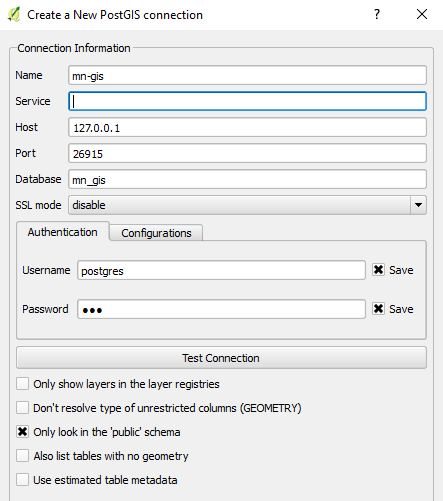 Create a New PostGIS connection ? ×
Connection Information
Name mn-gis
Service
Host 127.0.0.1
Port 26915
Database mn_gis
SSL mode disable
Authentication Configurations
Username postgres Save
Password ●●● Save
Test Connection
Only show layers in the layer registries
Don't resolve type of unrestricted columns (GEOMETRY)
Only look in the 'public' schema
Also list tables with no geometry
Use estimated table metadata